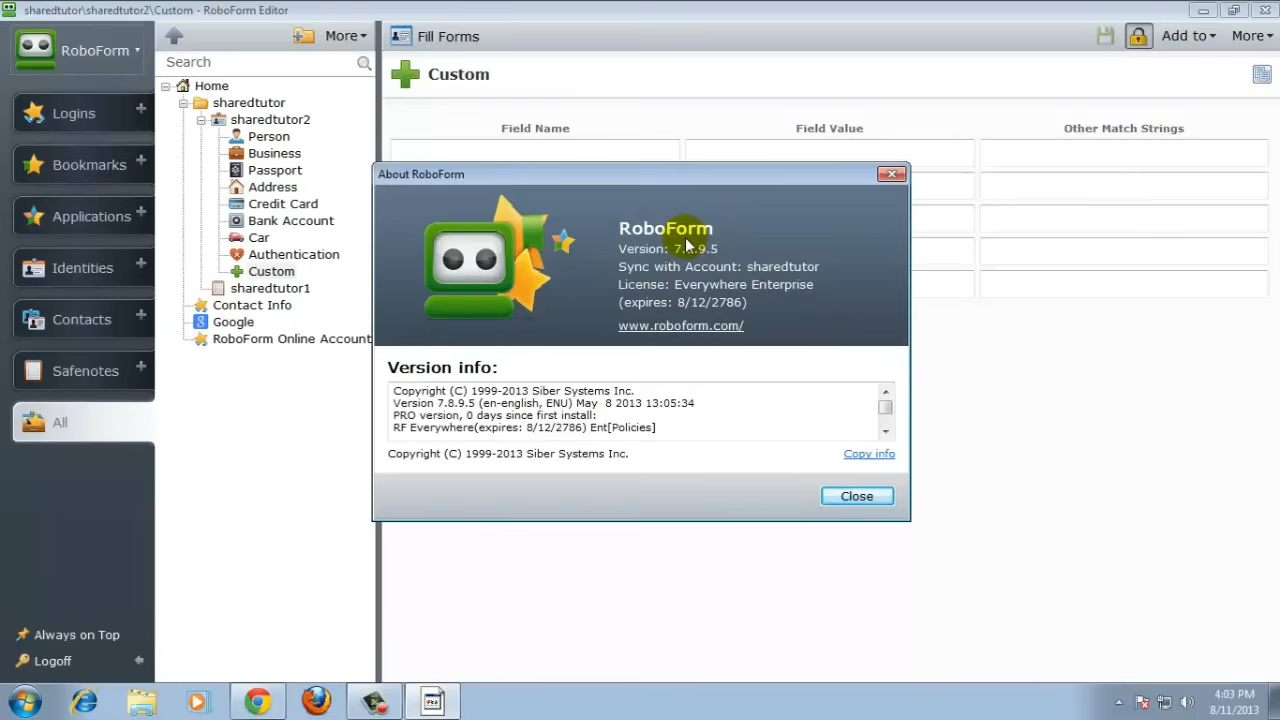 sharedtutor\sharedtutor2\Custom - RoboForm Editor
RoboForm
More
Fill Forms
Add to
More
Search
Logins
Bookmarks
Applications
Identities
Contacts
Safenotes
All
Always on Top
Logoff
Home
sharedtutor
sharedtutor2
Person
Business
Passport
Address
Credit Card
Bank Account
Car
Authentication
Custom
sharedtutor1
Contact Info
Google
RoboForm Online Account
Custom
Field Name
Field Value
Other Match Strings
About RoboForm
RoboForm
Version: 7.8.9.5
Sync with Account: sharedtutor
License: Everywhere Enterprise
(expires: 8/12/2786)
www.roboform.com/
Version info:
Copyright (C) 1999-2013 Siber Systems Inc.
Version 7.8.9.5 (en-english, ENU) May 8 2013 13:05:34
PRO version, 0 days since first install:
RF Everywhere(expires: 8/12/2786) Ent[Policies]
Copyright (C) 1999-2013 Siber Systems Inc.
Copy info
Close
4:03 PM
8/11/2013